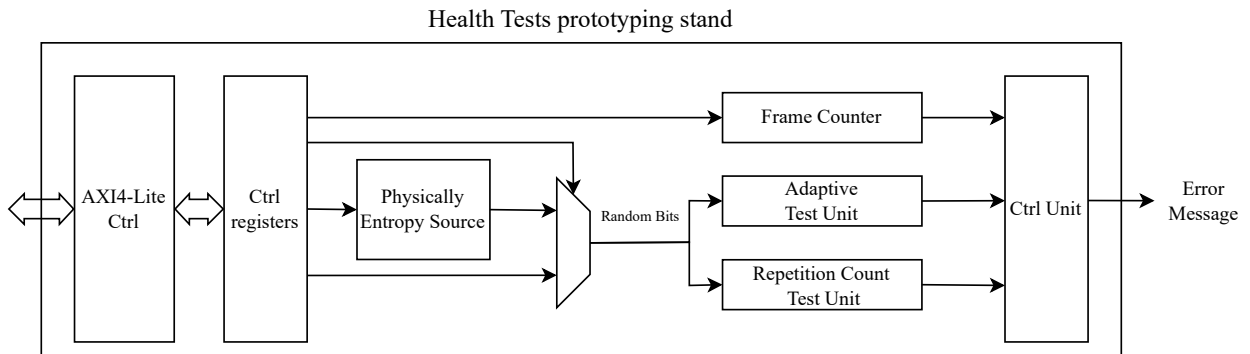 Health Tests prototyping stand
AXI4-Lite
Ctrl
Ctrl
registers
Physically
Entropy Source
Random Bits
Frame Counter
Adaptive
Test Unit
Repetition Count
Test Unit
Ctrl Unit
Error
Message